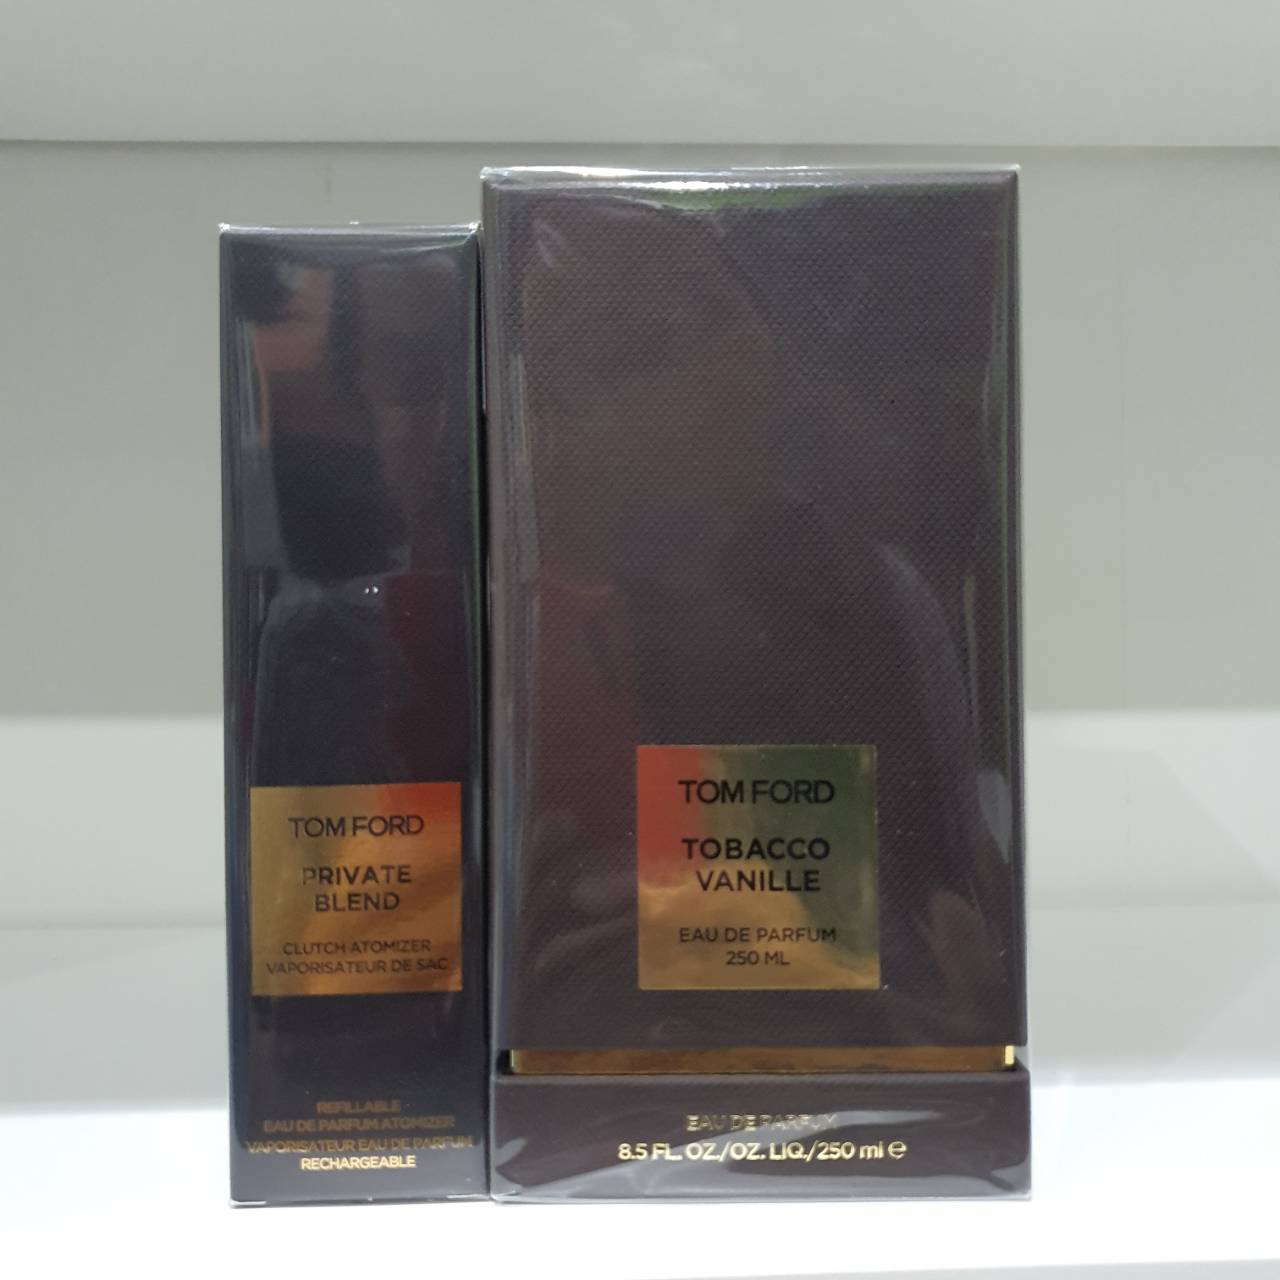 TOM FORD
PRIVATE
BLEND
CLUTCH ATOMIZER
VAPORISATEUR DE SAC
REFILLABLE
EAU DE PARFUM ATOMIZER
VAPORISATEUR EAU DE PARFUM
RECHARGEABLE
TOM FORD
TOBACCO
VANILLE
EAU DE PARFUM
250 ML
EAU DE PARFUM
8.5 FL. OZ./OZ. LIQ./250 ml ℮